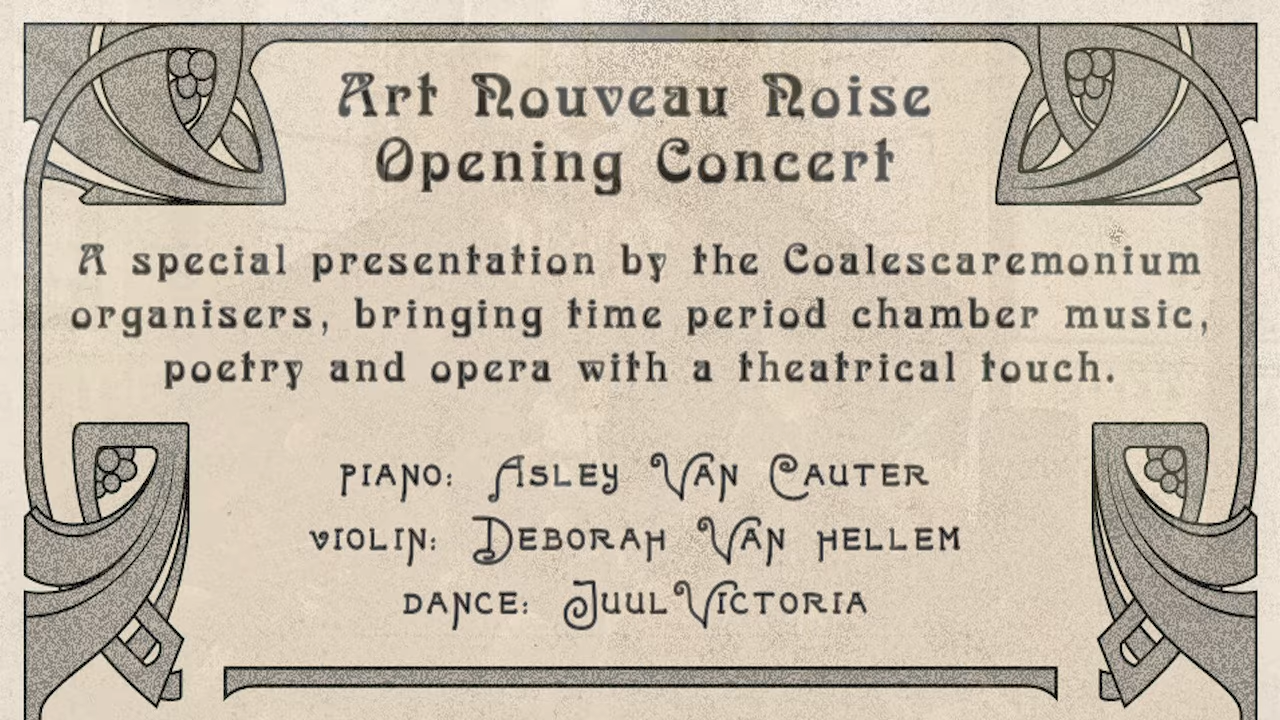 Art Nouveau Noise
Opening Concert
A special presentation by the Coalescaremonium
organisers, bringing time period chamber music,
poetry and opera with a theatrical touch.
PIANO: ASLEY VAN CAUTER
VIOLIN: DEBORAH VAN HELLEM
DANCE: JUUL VICTORIA